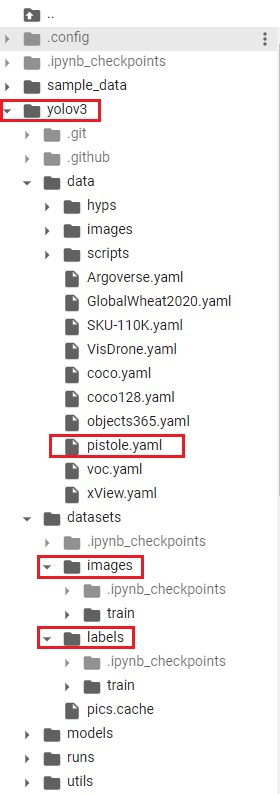 ..
.config
.ipynb_checkpoints
sample_data
yolov3
.git
.github
data
hyps
images
scripts
Argoverse.yaml
GlobalWheat2020.yaml
SKU-110K.yaml
VisDrone.yaml
coco.yaml
coco128.yaml
objects365.yaml
pistole.yaml
voc.yaml
xView.yaml
datasets
.ipynb_checkpoints
images
.ipynb_checkpoints
train
labels
.ipynb_checkpoints
train
pics.cache
models
runs
utils